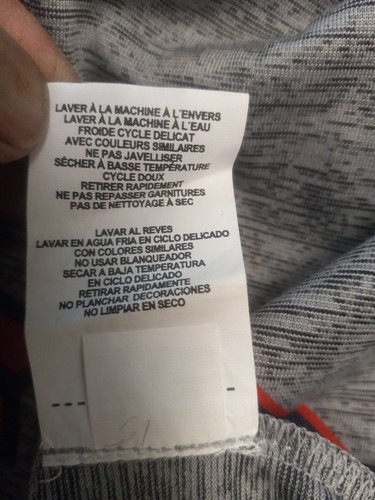 LAVER À LA MACHINE À L'ENVERS
LAVER À LA MACHINE À L'EAU
FROIDE CYCLE DELICAT
AVEC COULEURS SIMILAIRES
NE PAS JAVELLISER
SÈCHER À BASSE TEMPÉRATURE
CYCLE DOUX
RETIRER RAPIDEMENT
NE PAS REPASSER GARNITURES
PAS DE NETTOYAGE À SEC
LAVAR AL REVES
LAVAR EN AGUA FRIA EN CICLO DELICADO
CON COLORES SIMILARES
NO USAR BLANQUEADOR
SECAR A BAJA TEMPERATURA
EN CICLO DELICADO
RETIRAR RAPIDAMENTE
NO PLANCHAR DECORACIONES
NO LIMPIAR EN SECO